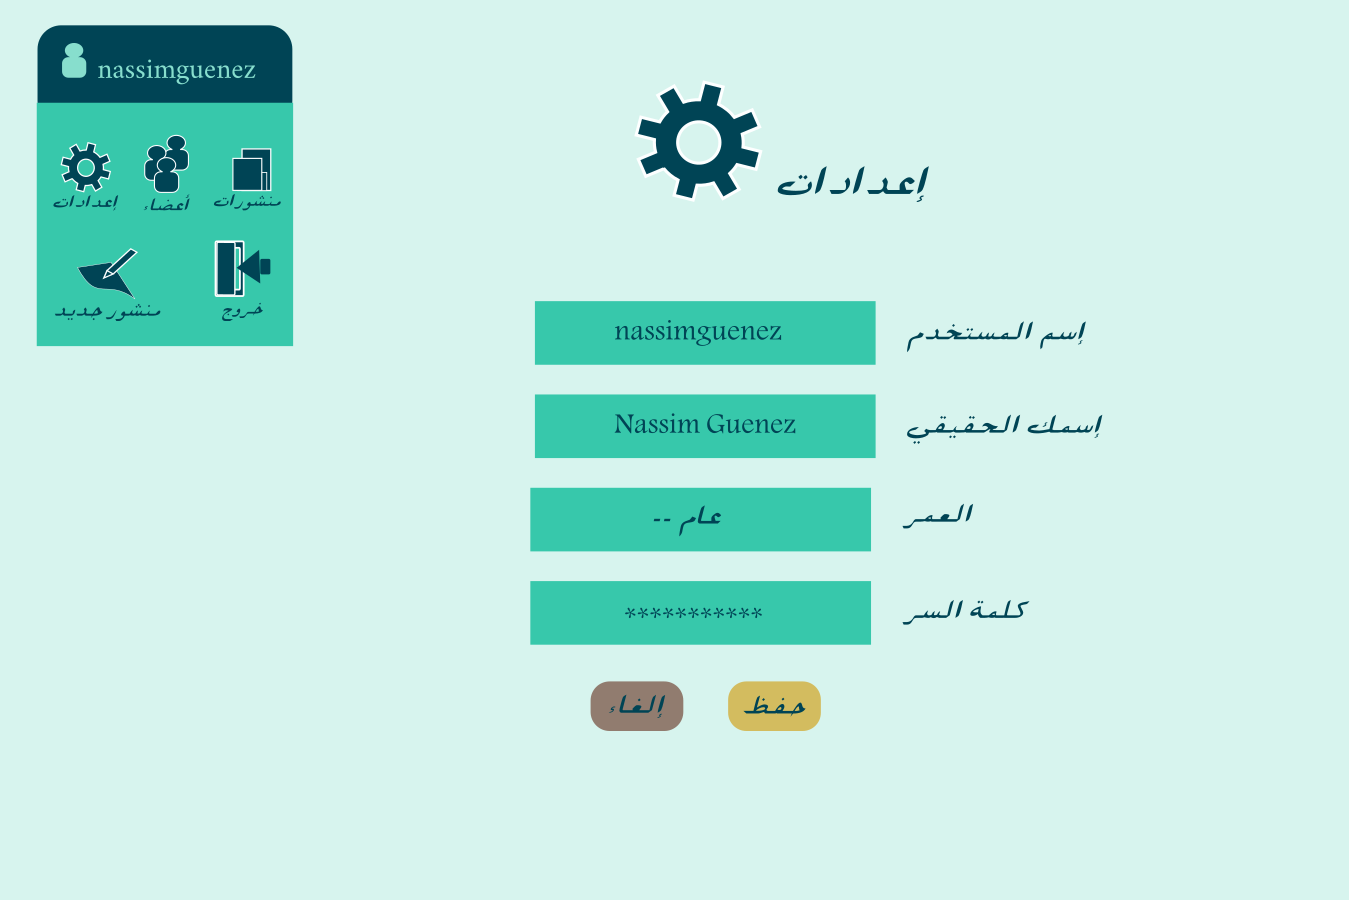 nassimguenez
منشورات
أعضاء
إعدادات
خروج
منشور جديد
إعدادات
إسم المستخدم
nassimguenez
إسمك الحقيقي
Nassim Guenez
العمر
عام --
كلمة السر
***********
حفظ
إلغاء